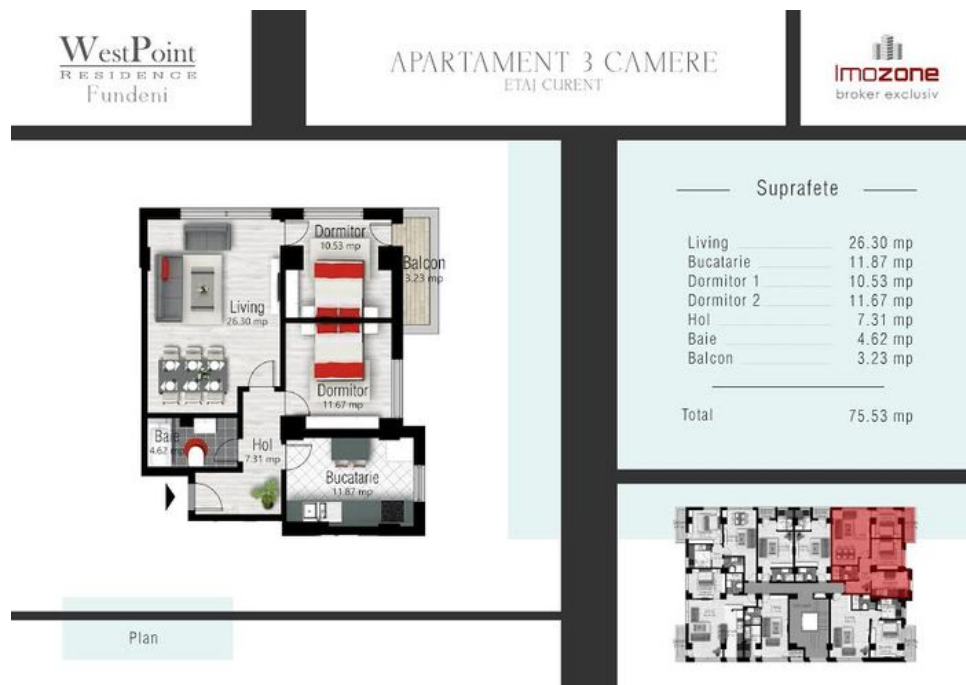 WestPoint
RESIDENCE
Fundeni
APARTAMENT 3 CAMERE
ETAJ CURENT
Imozone
broker exclusiv
Dormitor
10.53 mp
Balcon
3.23 mp
Living
26.30 mp
Dormitor
11.67 mp
Baie
4.62 mp
Hol
7.31 mp
Bucatarie
11.87 mp
Plan
Suprafete
Living 26.30 mp
Bucatarie 11.87 mp
Dormitor 1 10.53 mp
Dormitor 2 11.67 mp
Hol 7.31 mp
Baie 4.62 mp
Balcon 3.23 mp
Total 75.53 mp